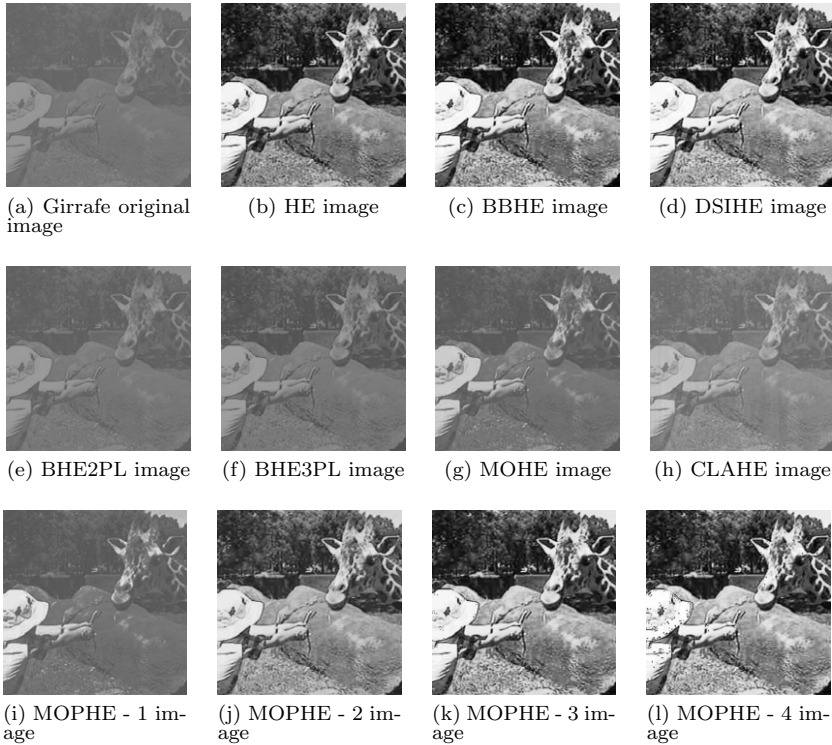 (a) Girrafe original
image
(b) HE image
(c) BBHE image
(d) DSIHE image
(e) BHE2PL image
(f) BHE3PL image
(g) MOHE image
(h) CLAHE image
(i) MOPHE - 1 im-
age
(j) MOPHE - 2 im-
age
(k) MOPHE - 3 im-
age
(l) MOPHE - 4 im-
age